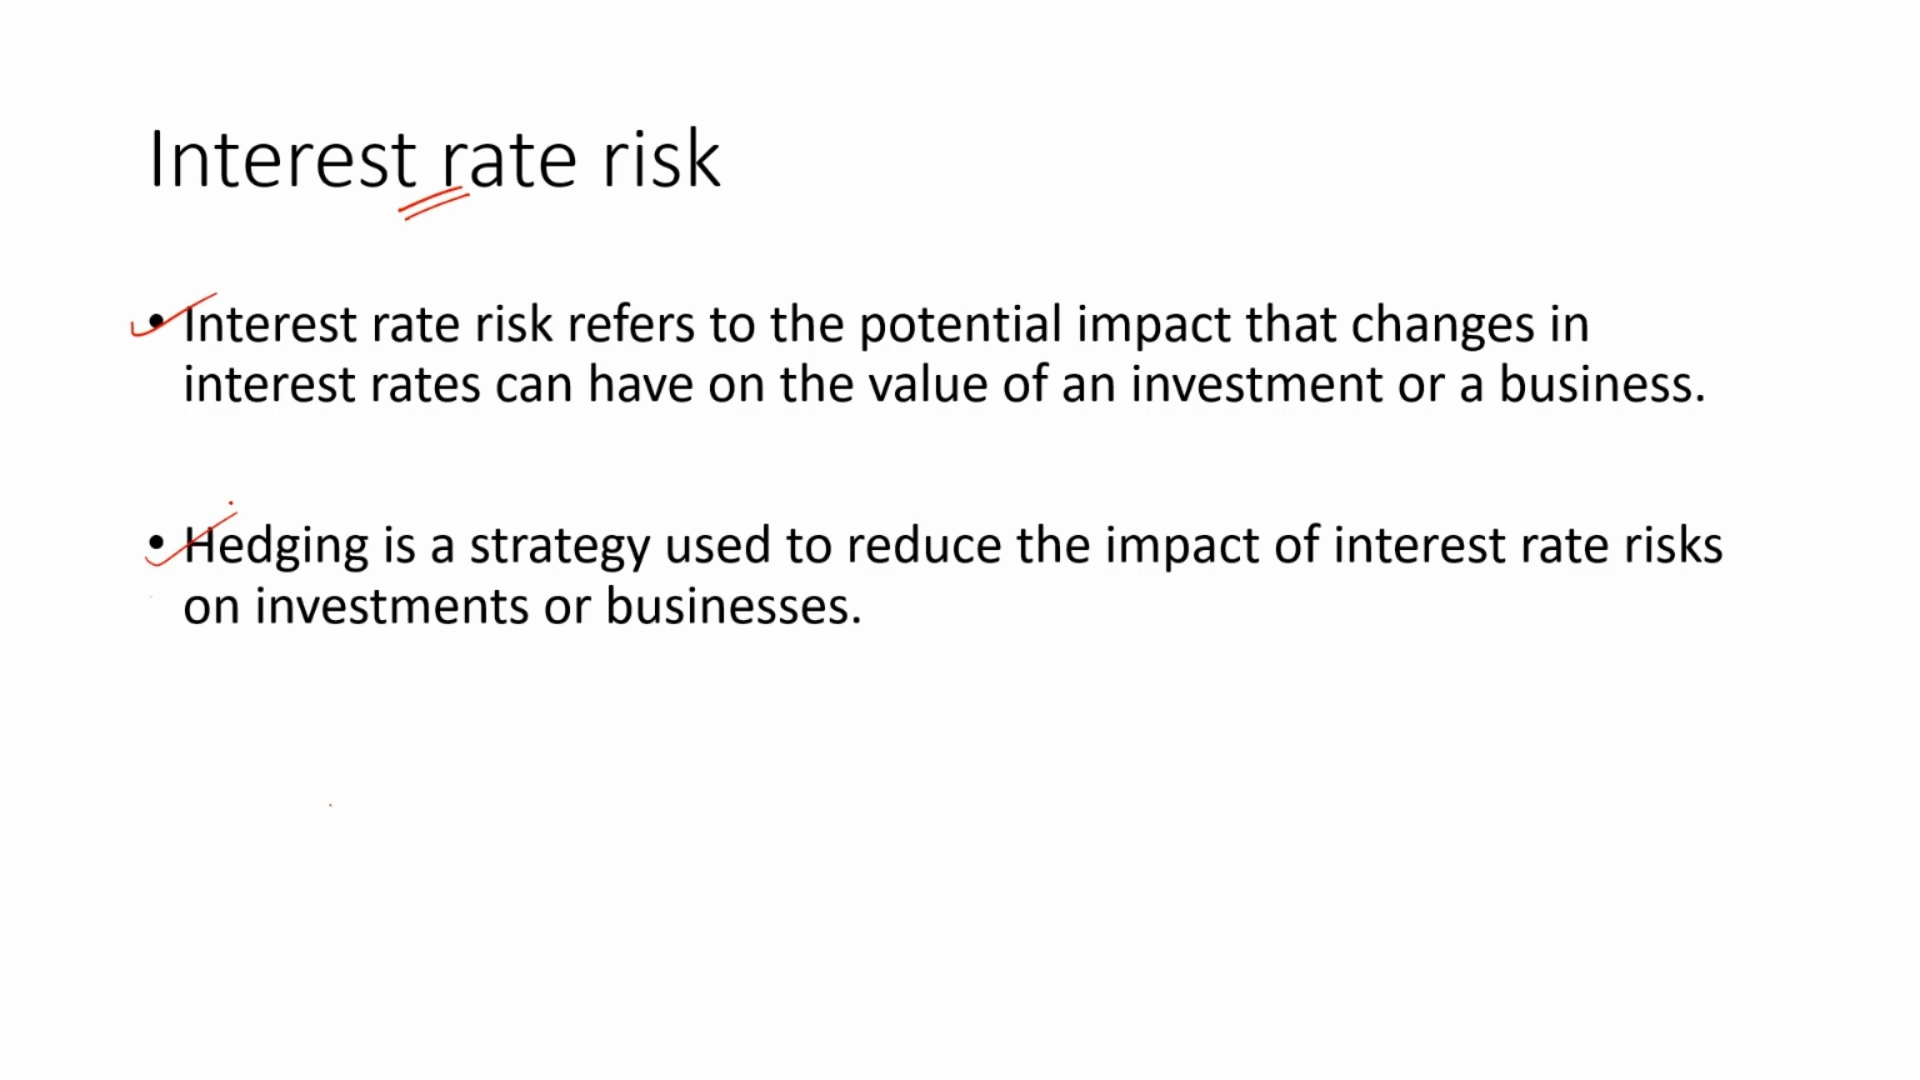 Interest rate risk
• Interest rate risk refers to the potential impact that changes in
interest rates can have on the value of an investment or a business.
• Hedging is a strategy used to reduce the impact of interest rate risks
on investments or businesses.